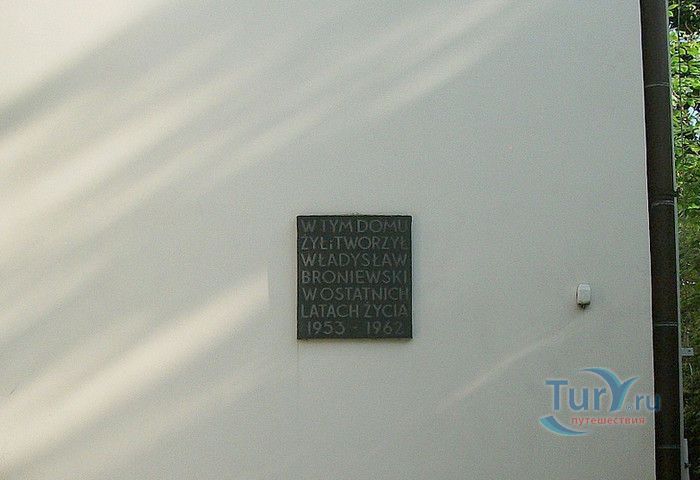 W TYM DOMU
ŻYŁ i TWORZYŁ
WŁADYSŁAW
BRONIEWSKI
W OSTATNICH
LATACH ŻYCIA
1953 - 1962
TurY.ru
путешествия